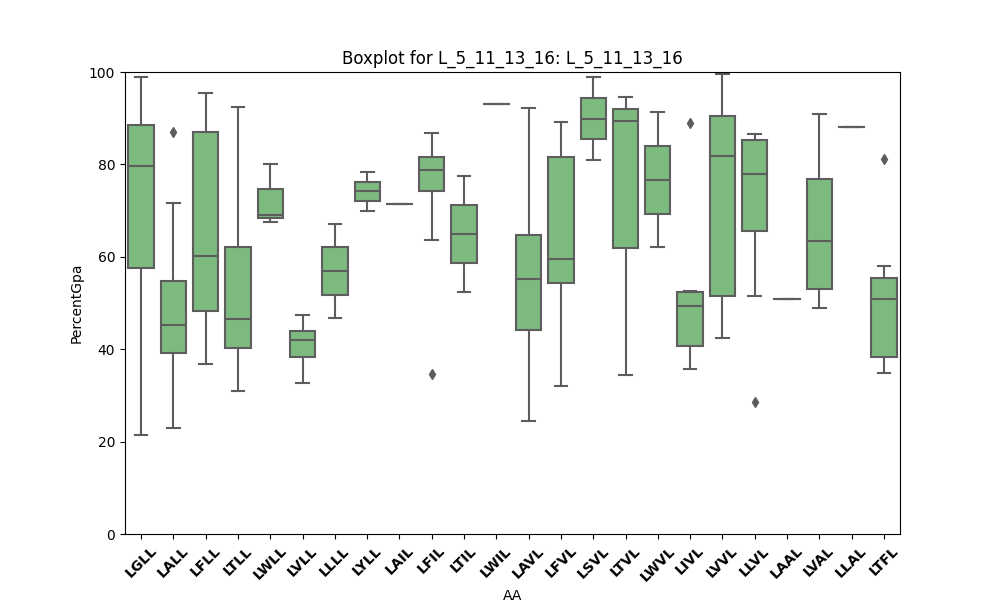 Boxplot for L_5_11_13_16: L_5_11_13_16
PercentGpa
100
80
60
40
20
0
LGLL LALL LFLL LTLL LWLL LVLL LLLL LYLL LAIL LFIL LTIL LWIL LAVL LFVL LSVL LTVL LWVL LIVL LVVL LLVL LAAL LVAL LLAL LTFL
AA